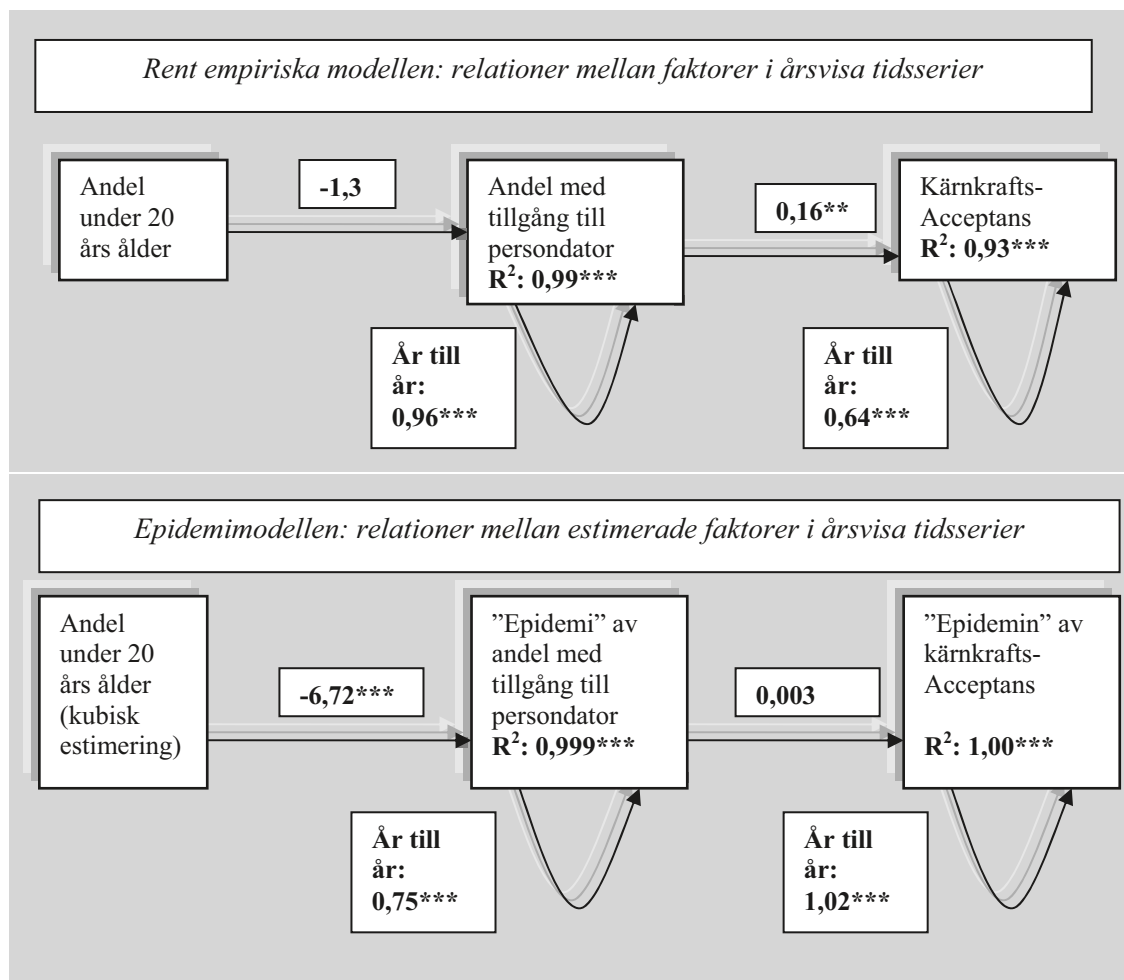 Rent empiriska modellen: relationer mellan faktorer i årsvisa tidsserier
Andel
under 20
års ålder
-1,3
Andel med
tillgång till
persondator
R²: 0,99***
0,16**
Kärnkrafts-
Acceptans
R²: 0,93***
År till
år:
0,96***
År till
år:
0,64***
Epidemimodellen: relationer mellan estimerade faktorer i årsvisa tidsserier
Andel
under 20
års ålder
(kubisk
estimering)
-6,72***
”Epidemi” av
andel med
tillgång till
persondator
R²: 0,999***
0,003
”Epidemin” av
kärnkrafts-
Acceptans
R²: 1,00***
År till
år:
0,75***
År till
år:
1,02***